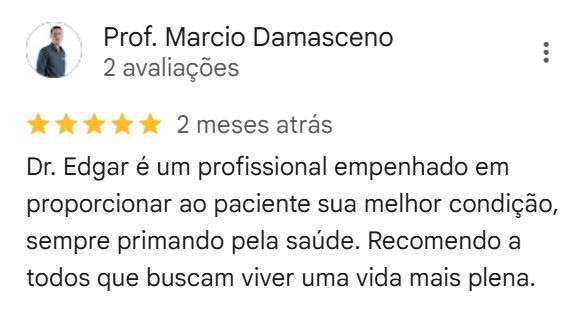 Prof. Marcio Damasceno
2 avaliações
2 meses atrás
Dr. Edgar é um profissional empenhado em
proporcionar ao paciente sua melhor condição,
sempre primando pela saúde. Recomendo a
todos que buscam viver uma vida mais plena.